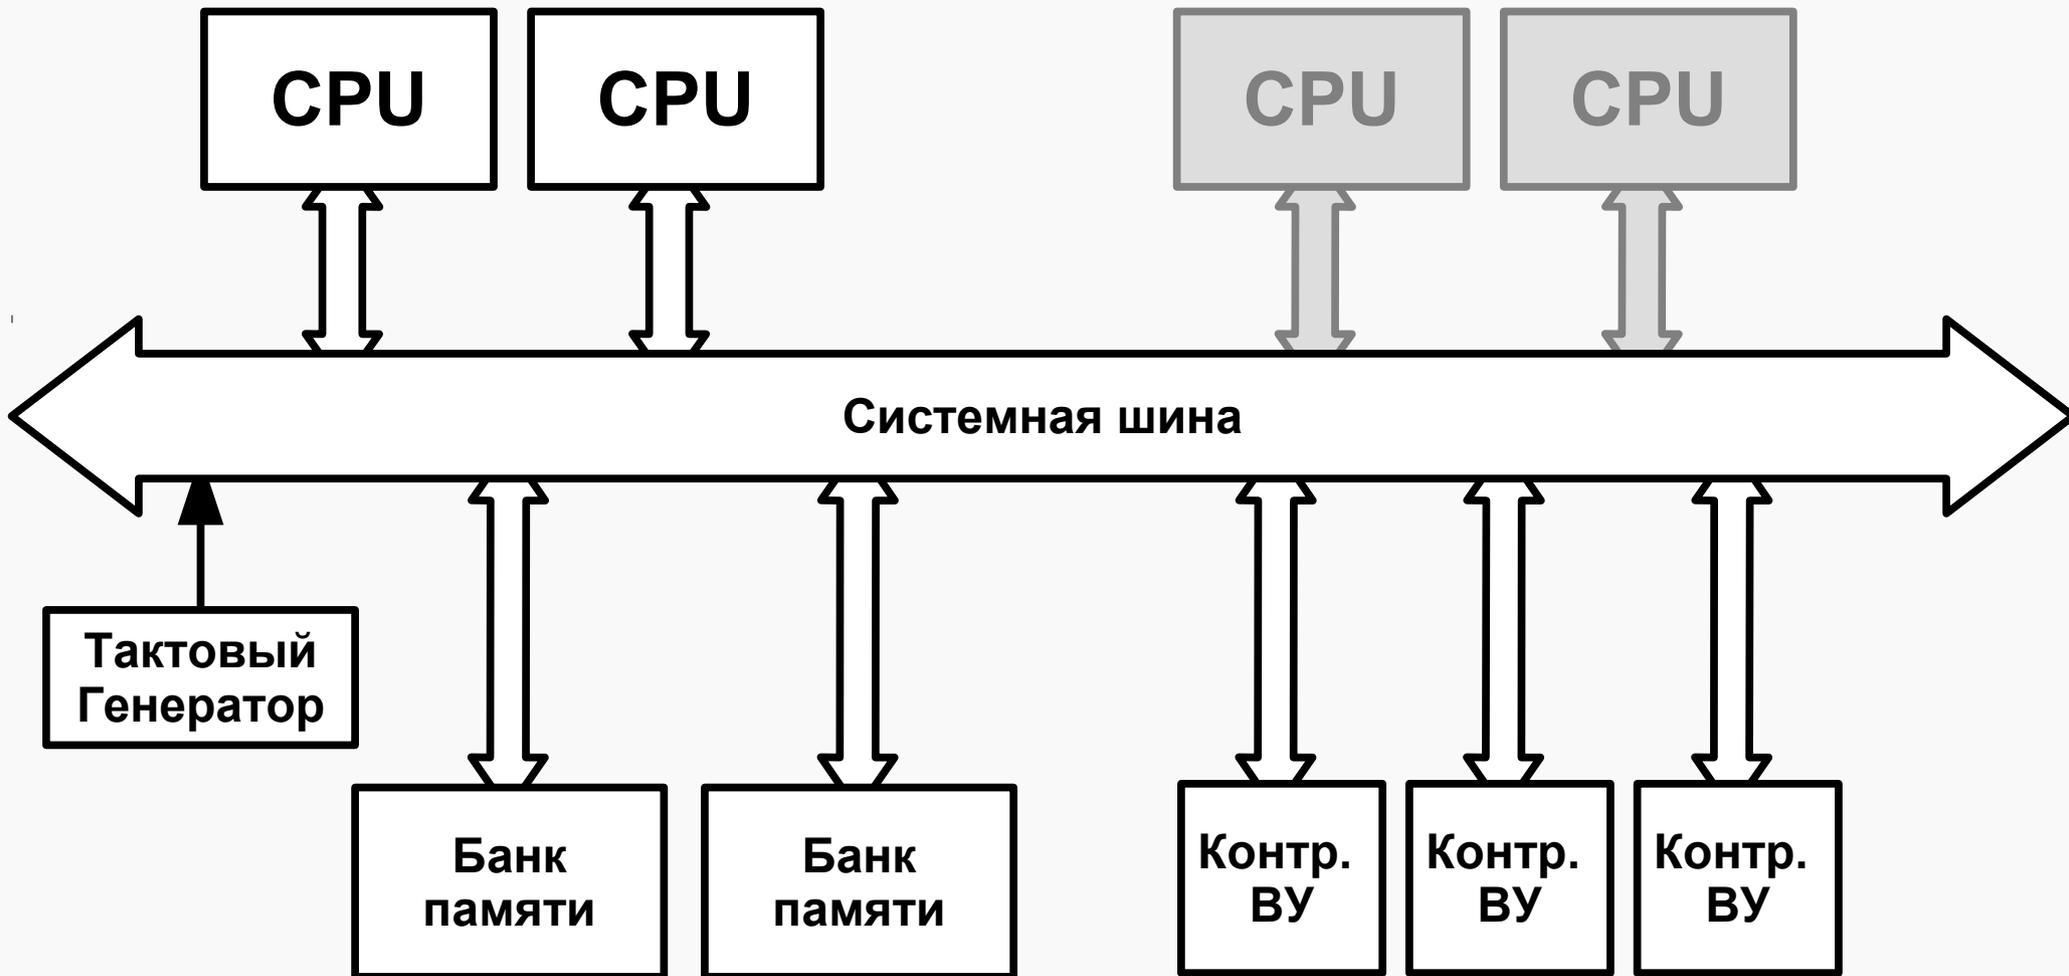 CPU
CPU
CPU
CPU
Системная шина
Тактовый
Генератор
Банк
памяти
Банк
памяти
Контр.
ВУ
Контр.
ВУ
Контр.
ВУ